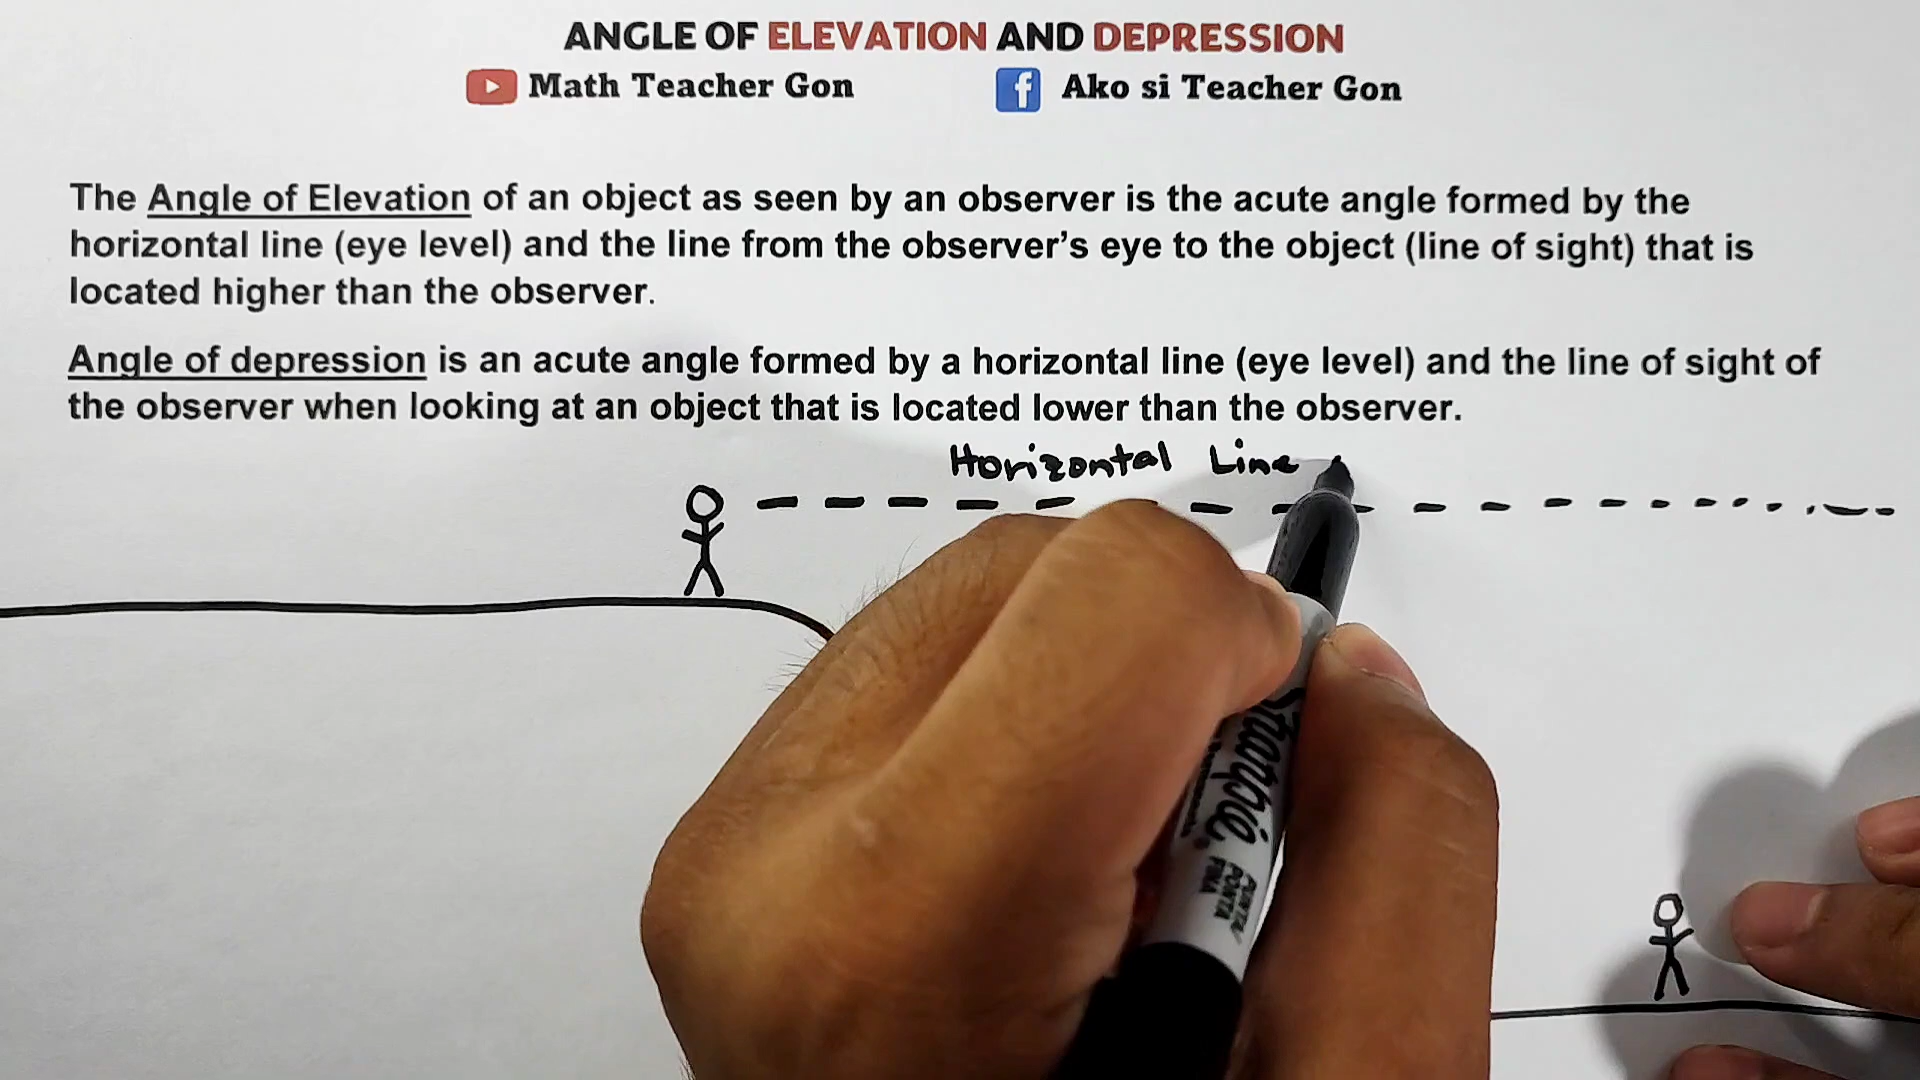 ANGLE OF ELEVATION AND DEPRESSION
Math Teacher Gon
Ako si Teacher Gon
The Angle of Elevation of an object as seen by an observer is the acute angle formed by the
horizontal line (eye level) and the line from the observer’s eye to the object (line of sight) that is
located higher than the observer.
Angle of depression is an acute angle formed by a horizontal line (eye level) and the line of sight of
the observer when looking at an object that is located lower than the observer.
Horizontal Line
Sharpie
PUNTA
FINA